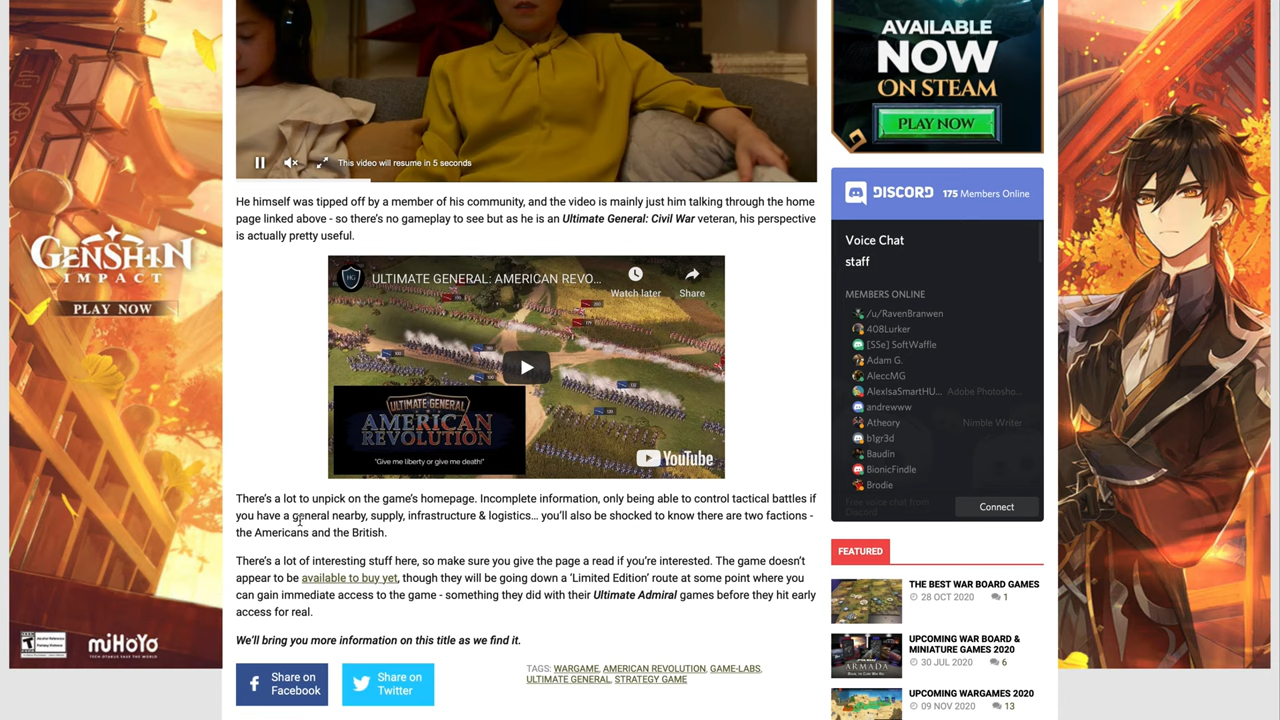 This video will resume in 5 seconds
He himself was tipped off by a member of his community, and the video is mainly just him talking through the home
page linked above - so there's no gameplay to see but as he is an Ultimate General: Civil War veteran, his perspective
is actually pretty useful.
ULTIMATE GENERAL: AMERICAN REVO...
Watch later
Share
ULTIMATE GENERAL
AMERICAN
REVOLUTION
"Give me liberty or give me death!"
YouTube
There's a lot to unpick on the game's homepage. Incomplete information, only being able to control tactical battles if
you have a general nearby, supply, infrastructure & logistics... you'll also be shocked to know there are two factions -
the Americans and the British.
There's a lot of interesting stuff here, so make sure you give the page a read if you're interested. The game doesn't
appear to be available to buy yet, though they will be going down a 'Limited Edition' route at some point where you
can gain immediate access to the game - something they did with their Ultimate Admiral games before they hit early
access for real.
We'll bring you more information on this title as we find it.
Share on
Facebook
Share on
Twitter
TAGS: WARGAME, AMERICAN REVOLUTION, GAME-LABS,
ULTIMATE GENERAL, STRATEGY GAME
AVAILABLE
NOW
ON STEAM
PLAY NOW
DISCORD 175 Members Online
Voice Chat
staff
MEMBERS ONLINE
/u/RavenBranwen
408Lurker
[SSe] SoftWaffle
Adam G.
AleccMG
AlexIsaSmartHU... Adobe Photosho...
andrewww
Atheory Nimble Writer
b1gr3d
Baudin
BionicFindle
Brodie
Free voice chat from
Discord
Connect
FEATURED
THE BEST WAR BOARD GAMES
28 OCT 2020 1
UPCOMING WAR BOARD &
MINIATURE GAMES 2020
30 JUL 2020 6
ARMADA
UPCOMING WARGAMES 2020
09 NOV 2020 13
GENSHIN
IMPACT
PLAY NOW
miHoYo
TECH OTAKUS SAVE THE WORLD